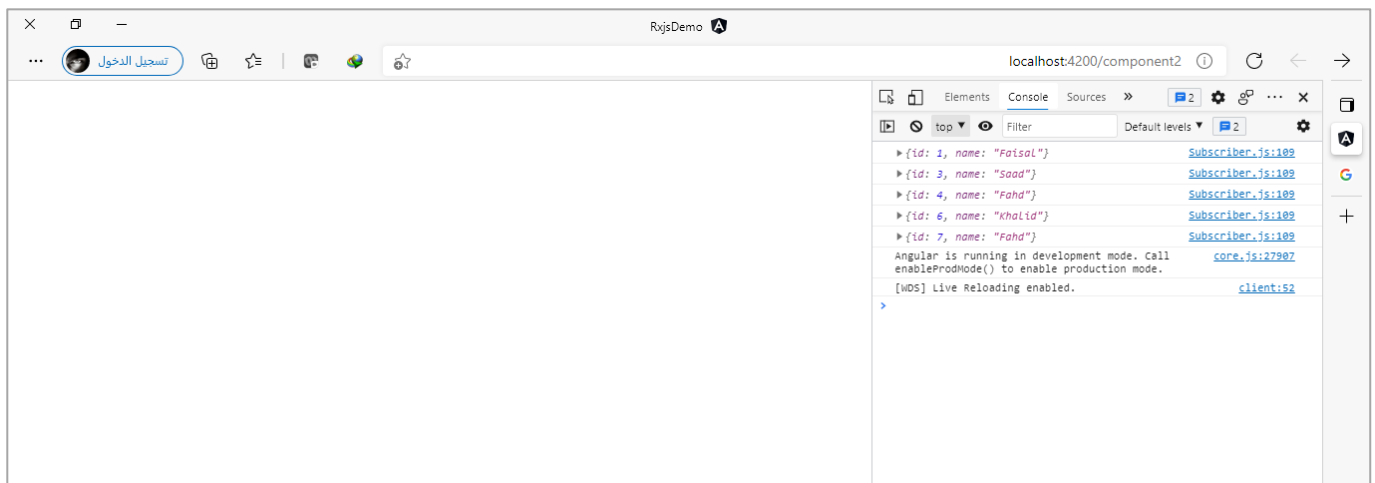 RxjsDemo
تسجيل الدخول
localhost:4200/component2
Elements Console Sources » 2
top ▼ Filter Default levels ▼ 2
▶{id: 1, name: "Faisal"} Subscriber.js:109
▶{id: 3, name: "Saad"} Subscriber.js:109
▶{id: 4, name: "Fahd"} Subscriber.js:109
▶{id: 6, name: "Khalid"} Subscriber.js:109
▶{id: 7, name: "Fahd"} Subscriber.js:109
Angular is running in development mode. Call core.js:27907
enableProdMode() to enable production mode.
[WDS] Live Reloading enabled. client:52
>